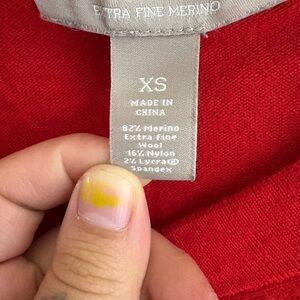 EXTRA FINE MERINO
XS
MADE IN
CHINA
82% Merino
Extra Fine
Wool
16% Nylon
2% Lycra®
Spandex